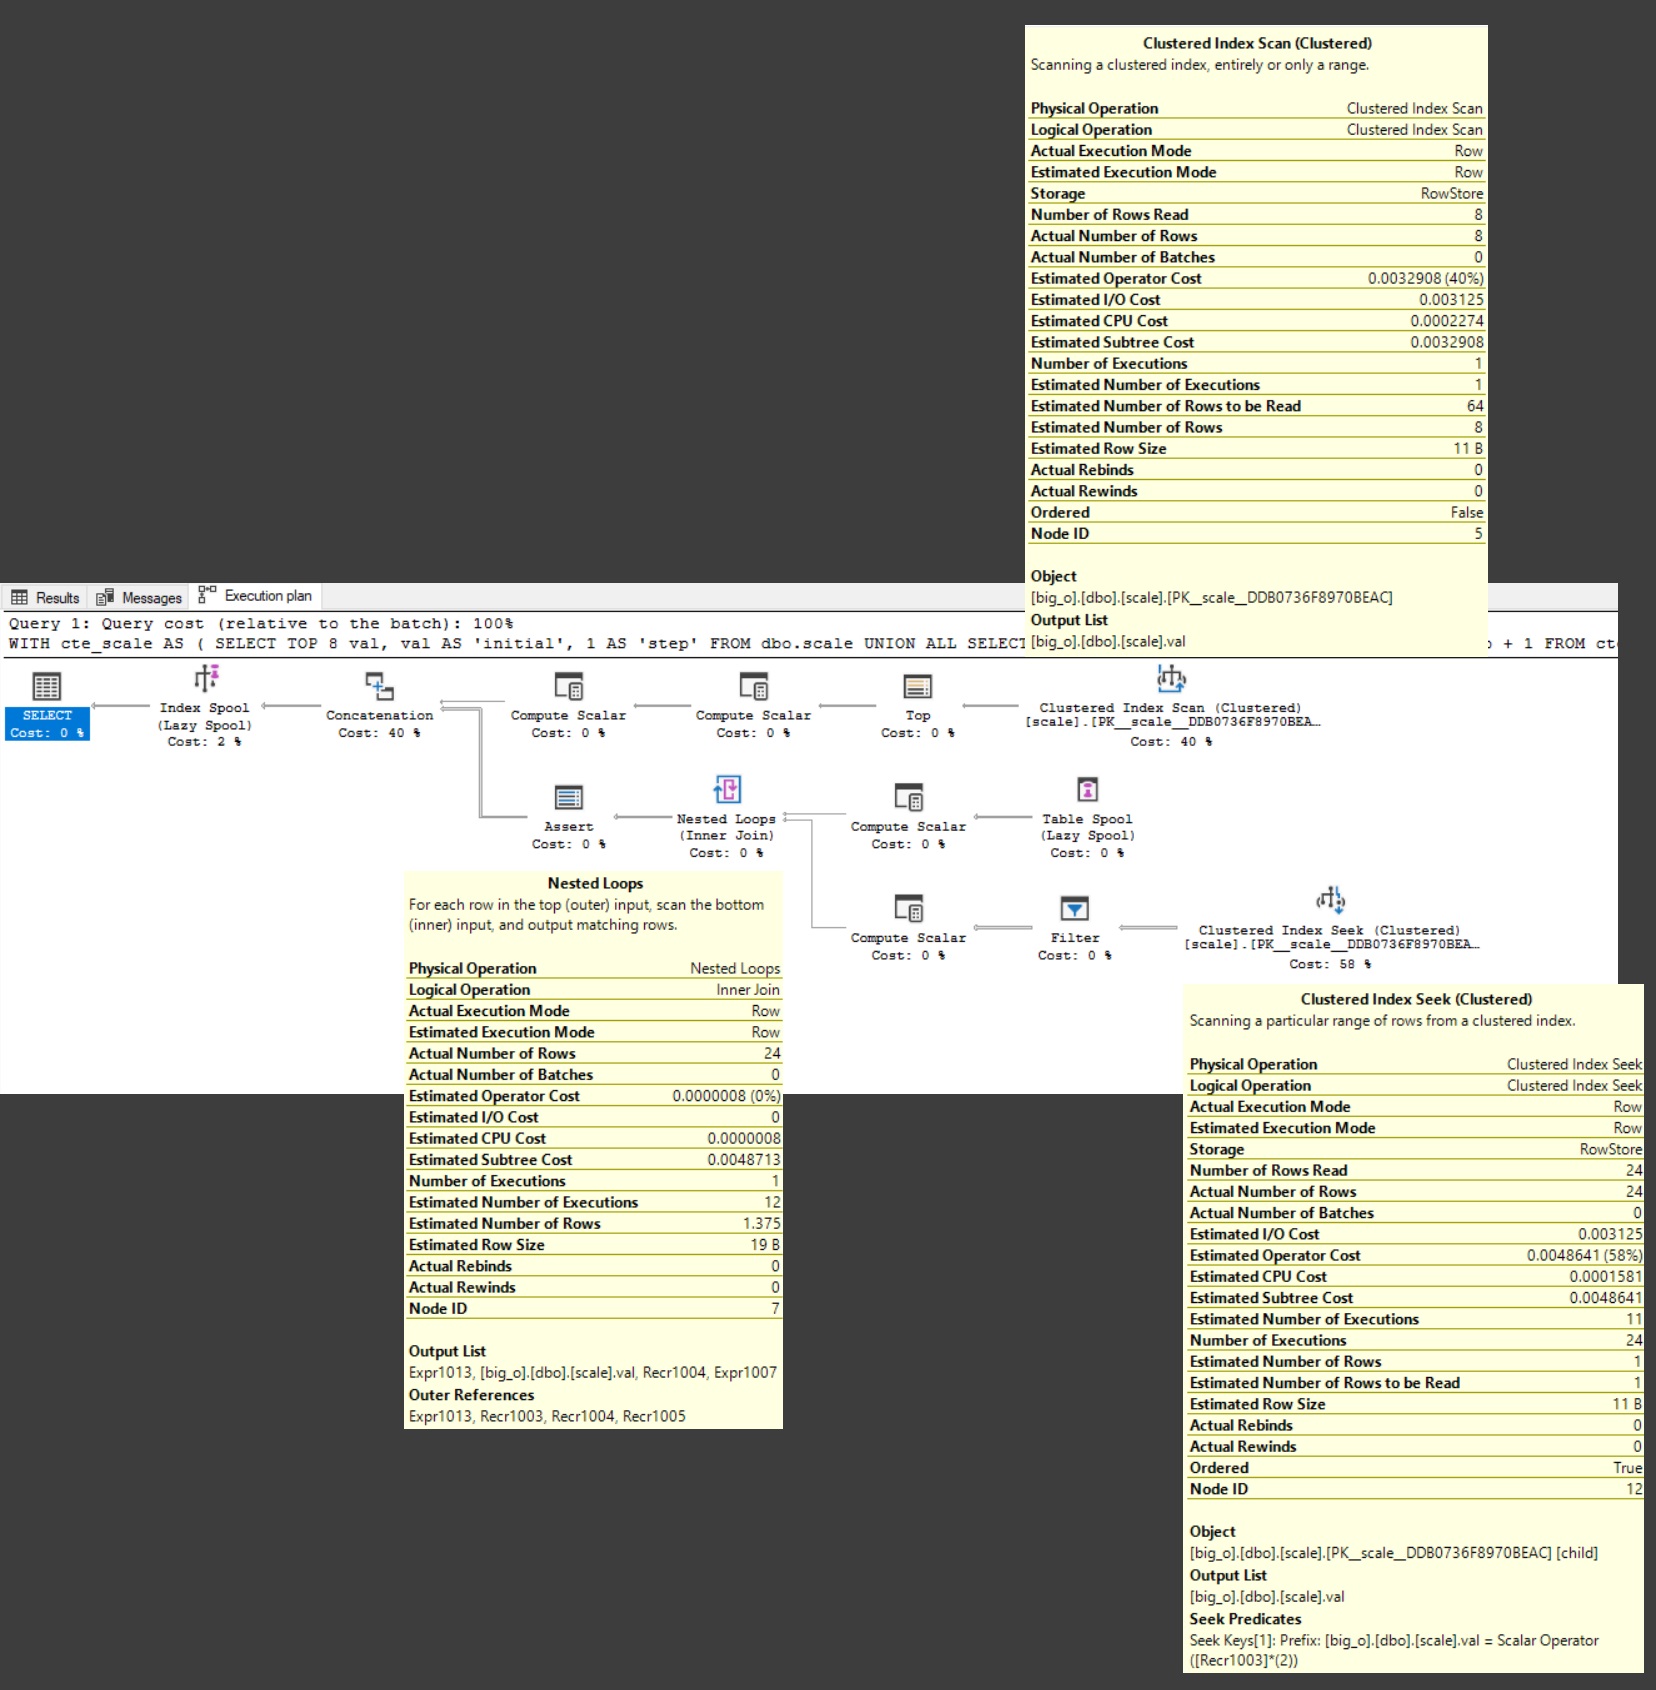 Clustered Index Scan (Clustered)
Scanning a clustered index, entirely or only a range.
Physical Operation Clustered Index Scan
Logical Operation Clustered Index Scan
Actual Execution Mode Row
Estimated Execution Mode Row
Storage RowStore
Number of Rows Read 8
Actual Number of Rows 8
Actual Number of Batches 0
Estimated Operator Cost 0.0032908 (40%)
Estimated I/O Cost 0.003125
Estimated CPU Cost 0.0002274
Estimated Subtree Cost 0.0032908
Number of Executions 1
Estimated Number of Executions 1
Estimated Number of Rows to be Read 64
Estimated Number of Rows 8
Estimated Row Size 11 B
Actual Rebinds 0
Actual Rewinds 0
Ordered False
Node ID 5
Object
[big_o].[dbo].[scale].[PK__scale__DDB0736F8970BEAC]
Output List
[big_o].[dbo].[scale].val
Results Messages Execution plan
Query 1: Query cost (relative to the batch): 100%
WITH cte_scale AS ( SELECT TOP 8 val, val AS 'initial', 1 AS 'step' FROM dbo.scale UNION ALL SELECT + 1 FROM ct
SELECT
Cost: 0 %
Index Spool
(Lazy Spool)
Cost: 2 %
Concatenation
Cost: 40 %
Compute Scalar
Cost: 0 %
Compute Scalar
Cost: 0 %
Top
Cost: 0 %
Clustered Index Scan (Clustered)
[scale].[PK__scale__DDB0736F8970BEA…
Cost: 40 %
Assert
Cost: 0 %
Nested Loops
(Inner Join)
Cost: 0 %
Compute Scalar
Cost: 0 %
Table Spool
(Lazy Spool)
Cost: 0 %
Compute Scalar
Cost: 0 %
Filter
Cost: 0 %
Clustered Index Seek (Clustered)
[scale].[PK__scale__DDB0736F8970BEA…
Cost: 58 %
Nested Loops
For each row in the top (outer) input, scan the bottom
(inner) input, and output matching rows.
Physical Operation Nested Loops
Logical Operation Inner Join
Actual Execution Mode Row
Estimated Execution Mode Row
Actual Number of Rows 24
Actual Number of Batches 0
Estimated Operator Cost 0.0000008 (0%)
Estimated I/O Cost 0
Estimated CPU Cost 0.0000008
Estimated Subtree Cost 0.0048713
Number of Executions 1
Estimated Number of Executions 12
Estimated Number of Rows 1.375
Estimated Row Size 19 B
Actual Rebinds 0
Actual Rewinds 0
Node ID 7
Output List
Expr1013, [big_o].[dbo].[scale].val, Recr1004, Expr1007
Outer References
Expr1013, Recr1003, Recr1004, Recr1005
Clustered Index Seek (Clustered)
Scanning a particular range of rows from a clustered index.
Physical Operation Clustered Index Seek
Logical Operation Clustered Index Seek
Actual Execution Mode Row
Estimated Execution Mode Row
Storage RowStore
Number of Rows Read 24
Actual Number of Rows 24
Actual Number of Batches 0
Estimated I/O Cost 0.003125
Estimated Operator Cost 0.0048641 (58%)
Estimated CPU Cost 0.0001581
Estimated Subtree Cost 0.0048641
Estimated Number of Executions 11
Number of Executions 24
Estimated Number of Rows 1
Estimated Number of Rows to be Read 1
Estimated Row Size 11 B
Actual Rebinds 0
Actual Rewinds 0
Ordered True
Node ID 12
Object
[big_o].[dbo].[scale].[PK__scale__DDB0736F8970BEAC] [child]
Output List
[big_o].[dbo].[scale].val
Seek Predicates
Seek Keys[1]: Prefix: [big_o].[dbo].[scale].val = Scalar Operator
([Recr1003]*(2))